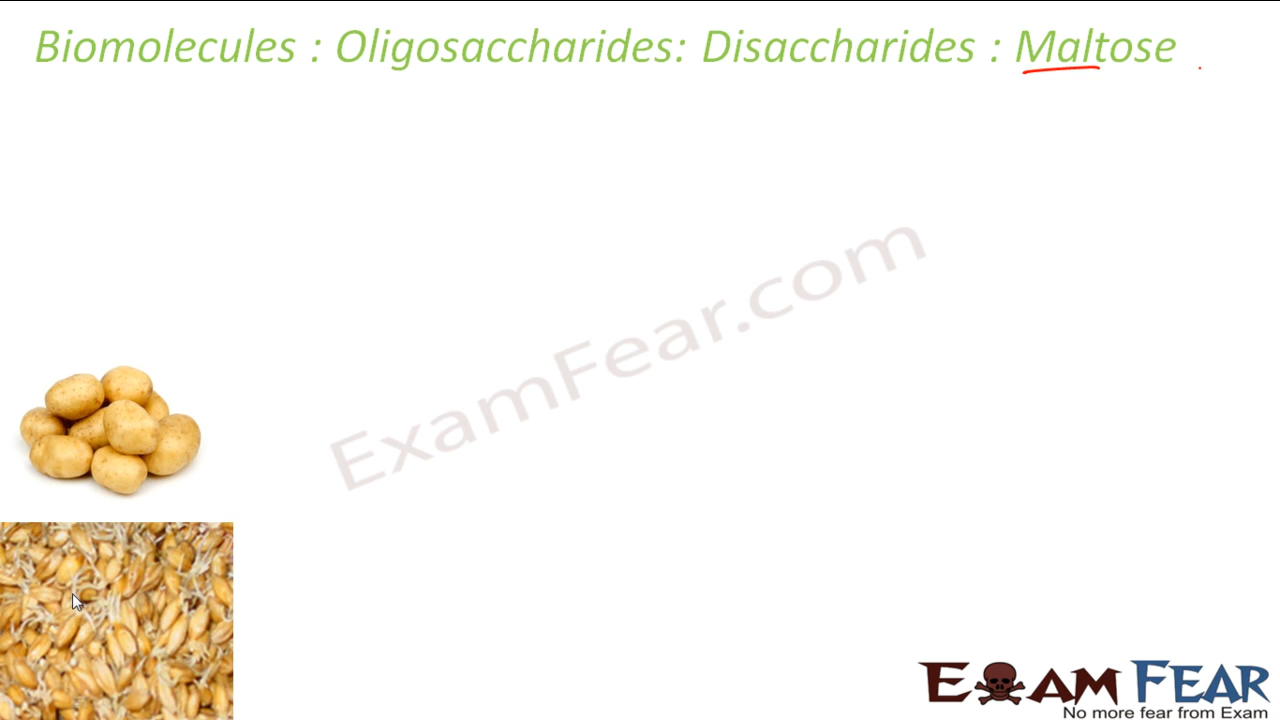 Biomolecules : Oligosaccharides: Disaccharides : Maltose
ExamFear.com
EXAM FEAR
No more fear from Exam